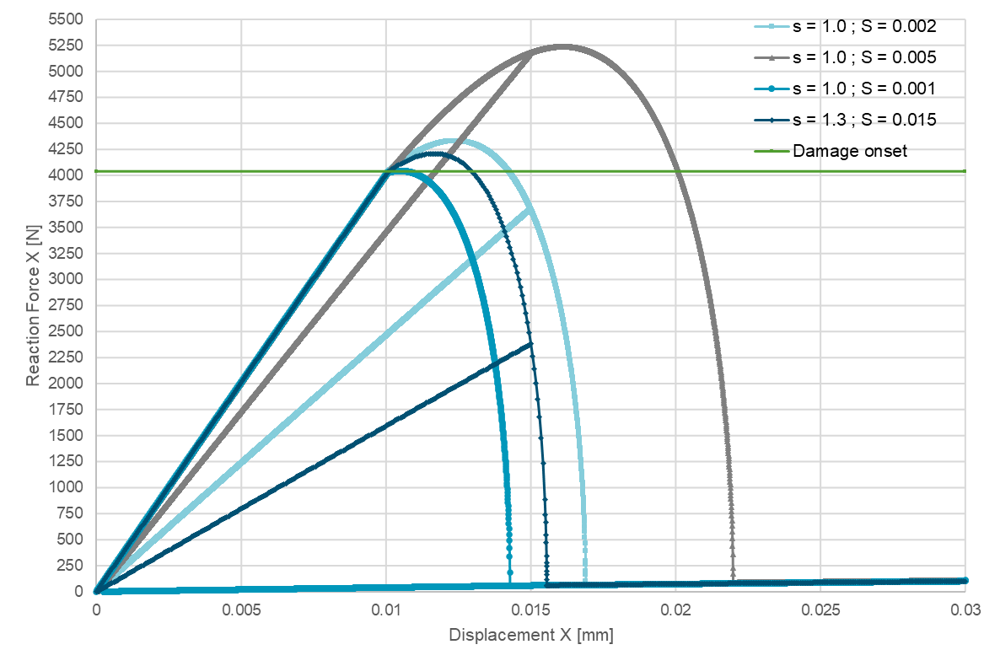 5500
5250
5000
4750
4500
4250
4000
3750
3500
3250
3000
2750
2500
2250
2000
1750
1500
1250
1000
750
500
250
0
Reaction Force X [N]
s = 1.0 ; S = 0.002
s = 1.0 ; S = 0.005
s = 1.0 ; S = 0.001
s = 1.3 ; S = 0.015
Damage onset
0 0.005 0.01 0.015 0.02 0.025 0.03
Displacement X [mm]